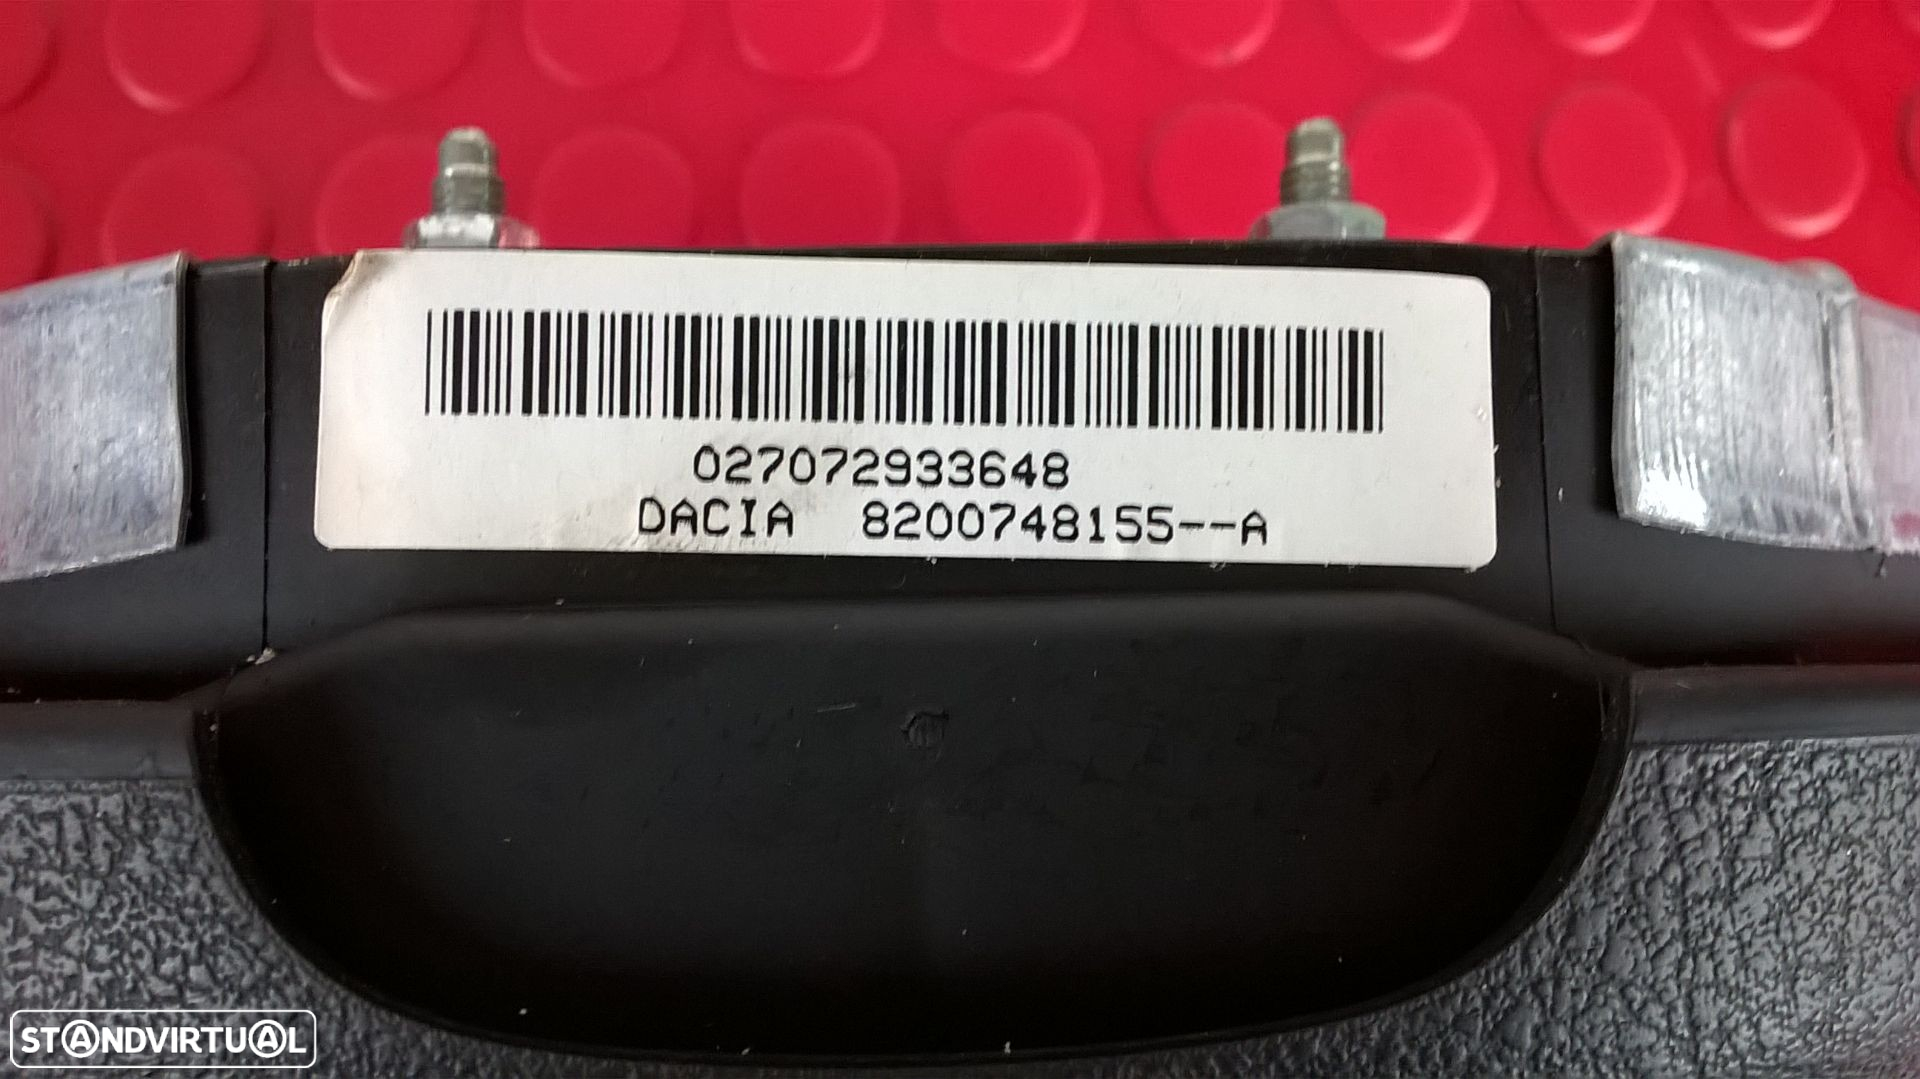 027072933648
DACIA 8200748155--A
STANDVIRTUAL